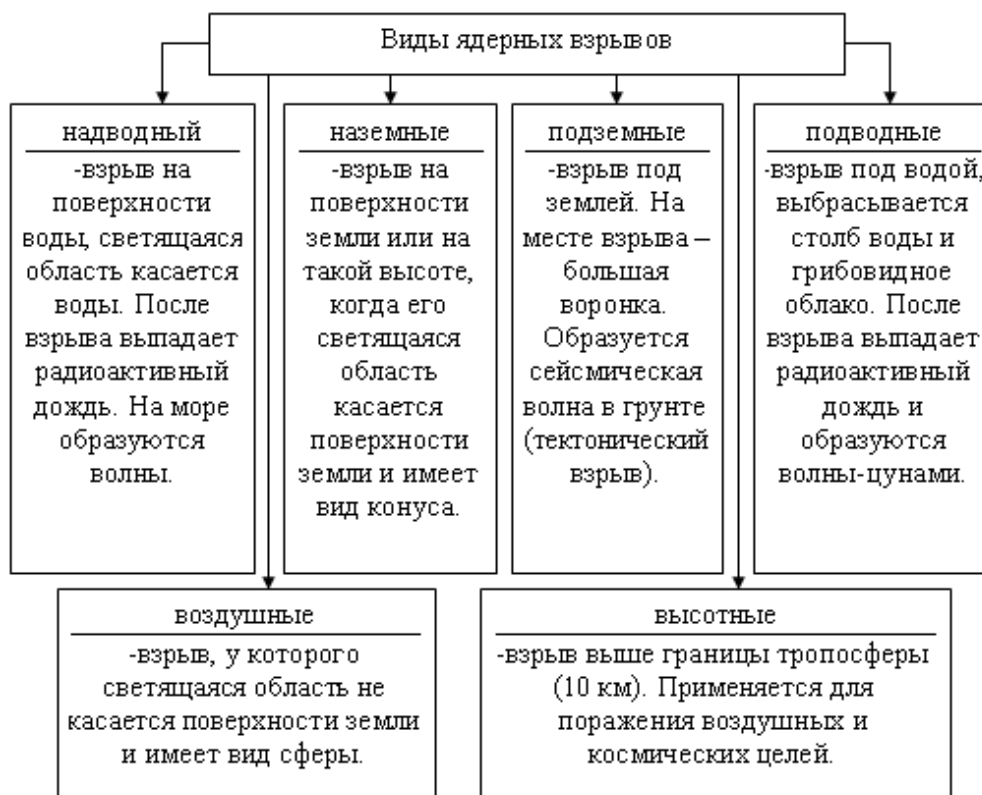 Виды ядерных взрывов
надводный
-взрыв на
поверхности
воды, светящаяся
область касается
воды. После
взрыва выпадает
радиоактивный
дождь. На море
образуются
волны.
наземные
-взрыв на
поверхности
земли или на
такой высоте,
когда его
светящаяся
область
касается
поверхности
земли и имеет
вид конуса.
подземные
-взрыв под
землей. На
месте взрыва –
большая
воронка.
Образуется
сейсмическая
волна в грунте
(тектонический
взрыв).
подводные
-взрыв под водой,
выбрасывается
столб воды и
грибовидное
облако. После
взрыва выпадает
радиоактивный
дождь и
образуются
волны-цунами.
воздушные
-взрыв, у которого
светящаяся область не
касается поверхности земли
и имеет вид сферы.
высотные
-взрыв выше границы тропосферы
(10 км). Применяется для
поражения воздушных и
космических целей.